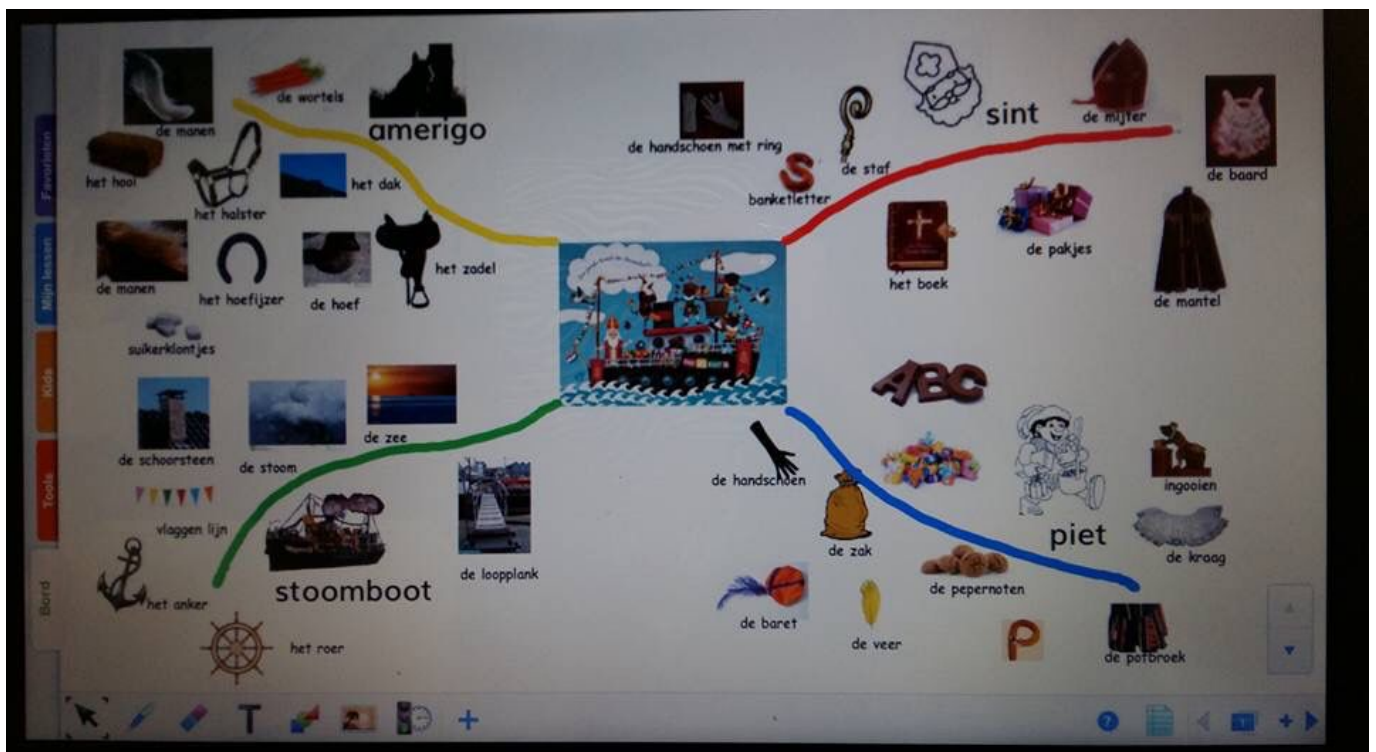 de manen
de wortels
amerigo
het hooi
het halster
het dak
de manen
het hoefijzer
de hoef
het zadel
suikerklontjes
de schoorsteen
de stoom
de zee
vlaggen lijn
het anker
stoomboot
de loopplank
het roer
de handschoen met ring
banketletter
S
de staf
sint
de mijter
de baard
het boek
de pakjes
de mantel
ABC
de handschoen
de zak
piet
ingooien
de kraag
de pepernoten
de baret
de veer
P
de pofbroek
Favorieten
Mijn lessen
Kids
Tools
Bord
T
?
1